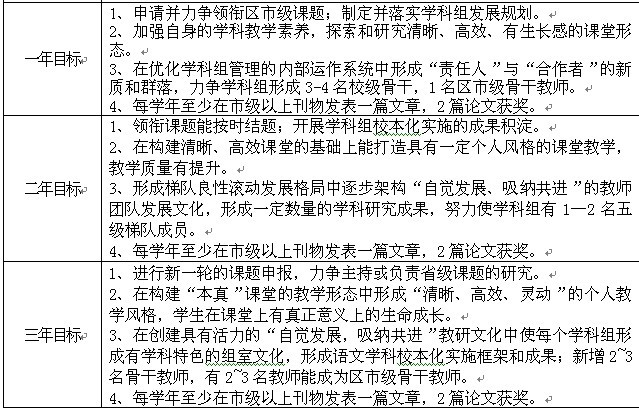 一年目标
1、申请并力争领衔区市级课题；制定并落实学科组发展规划。
2、加强自身的学科教学素养，探索和研究清晰、高效、有生长感的课堂形
态。
3、在优化学科组管理的内部运作系统中形成“责任人”与“合作者”的新
质和群落，力争学科组形成3-4名校级骨干，1名区市级骨干教师。
4、每学年至少在市级以上刊物发表一篇文章，2篇论文获奖。
二年目标
1、领衔课题能按时结题；开展学科组校本化实施的成果积淀。
2、在构建清晰、高效课堂的基础上能打造具有一定个人风格的课堂教学，
教学质量有提升。
3、形成梯队良性滚动发展格局中逐步架构“自觉发展、吸纳共进”的教师
团队发展文化，形成一定数量的学科研究成果，努力使学科组有1—2名五
级梯队成员。
4、每学年至少在市级以上刊物发表一篇文章，2篇论文获奖。
三年目标
1、进行新一轮的课题申报，力争主持或负责省级课题的研究。
2、在构建“本真”课堂的教学形态中形成“清晰、高效、灵动”的个人教
学风格，学生在课堂上有真正意义上的生命成长。
3、在创建具有活力的“自觉发展，吸纳共进”教研文化中使每个学科组形
成有学科特色的组室文化，形成语文学科校本化实施框架和成果；新增2~3
名骨干教师，有2~3名教师能成为区市级骨干教师。
4、每学年至少在市级以上刊物发表一篇文章，2篇论文获奖。